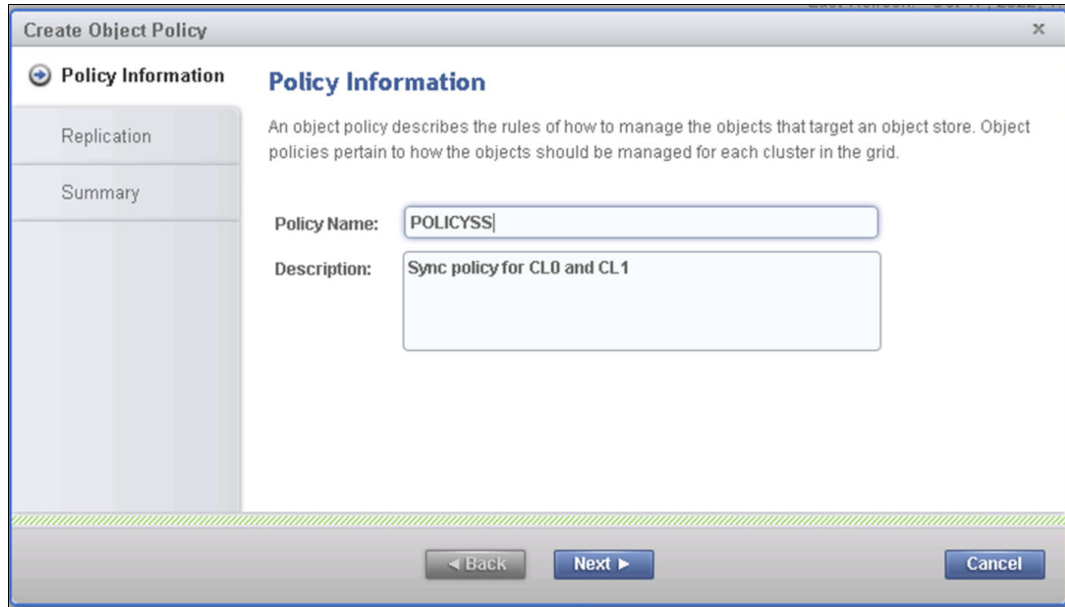 Create Object Policy
x
Policy Information
Replication
Summary
Policy Information
An object policy describes the rules of how to manage the objects that target an object store. Object
policies pertain to how the objects should be managed for each cluster in the grid.
Policy Name: POLICYSS
Description: Sync policy for CL0 and CL1
Back
Next
Cancel